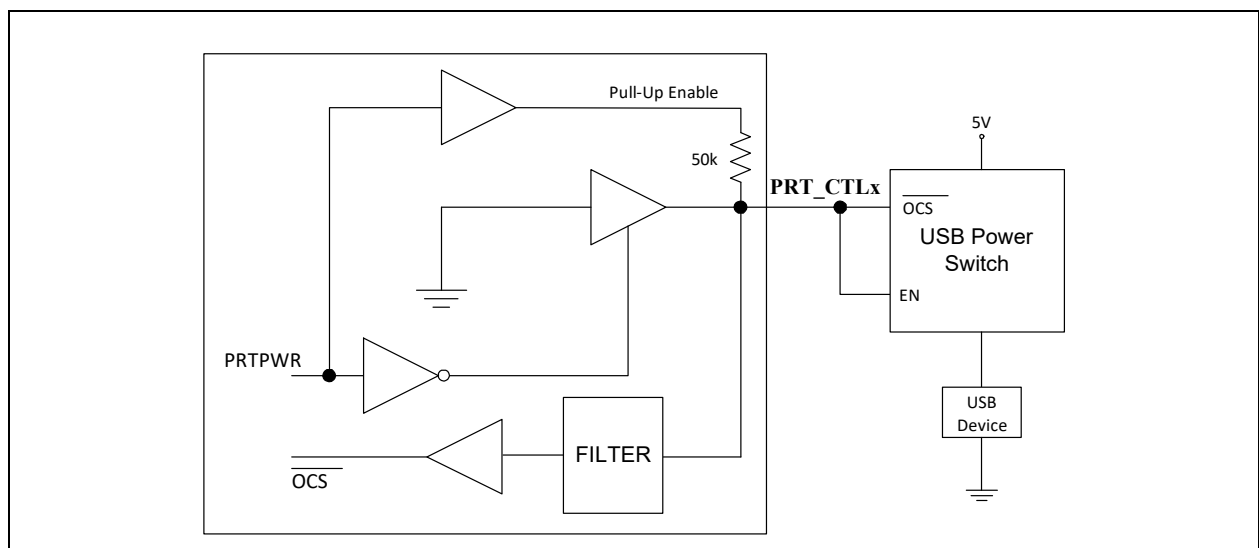 Pull-Up Enable
50k
5V
PRT_CTLx
OCS
USB Power
Switch
EN
PRTPWR
FILTER
OCS
USB
Device